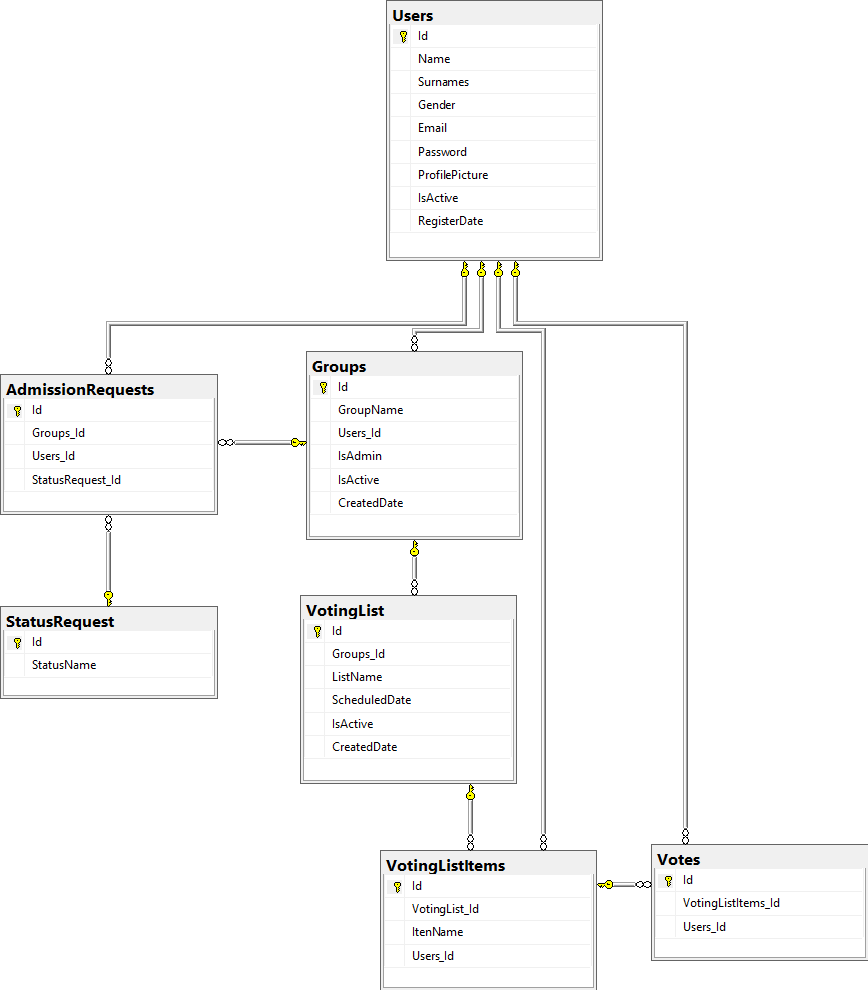 Users
Id
Name
Surnames
Gender
Email
Password
ProfilePicture
IsActive
RegisterDate
AdmissionRequests
Id
Groups_Id
Users_Id
StatusRequest_Id
Groups
Id
GroupName
Users_Id
IsAdmin
IsActive
CreatedDate
StatusRequest
Id
StatusName
VotingList
Id
Groups_Id
ListName
ScheduledDate
IsActive
CreatedDate
VotingListItems
Id
VotingList_Id
ItenName
Users_Id
Votes
Id
VotingListItems_Id
Users_Id